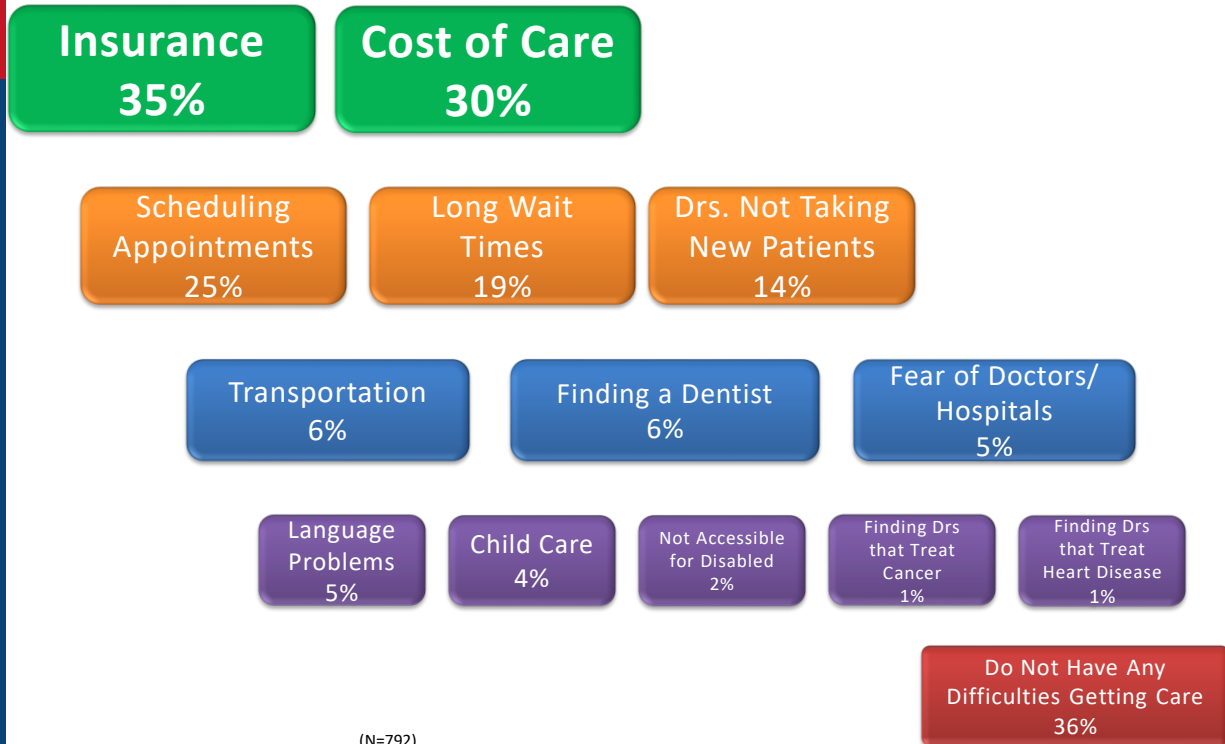 Insurance
35%
Cost of Care
30%
Scheduling
Appointments
25%
Long Wait
Times
19%
Drs. Not Taking
New Patients
14%
Transportation
6%
Finding a Dentist
6%
Fear of Doctors/
Hospitals
5%
Language
Problems
5%
Child Care
4%
Not Accessible
for Disabled
2%
Finding Drs
that Treat
Cancer
1%
Finding Drs
that Treat
Heart Disease
1%
Do Not Have Any
Difficulties Getting Care
36%
(N=792)